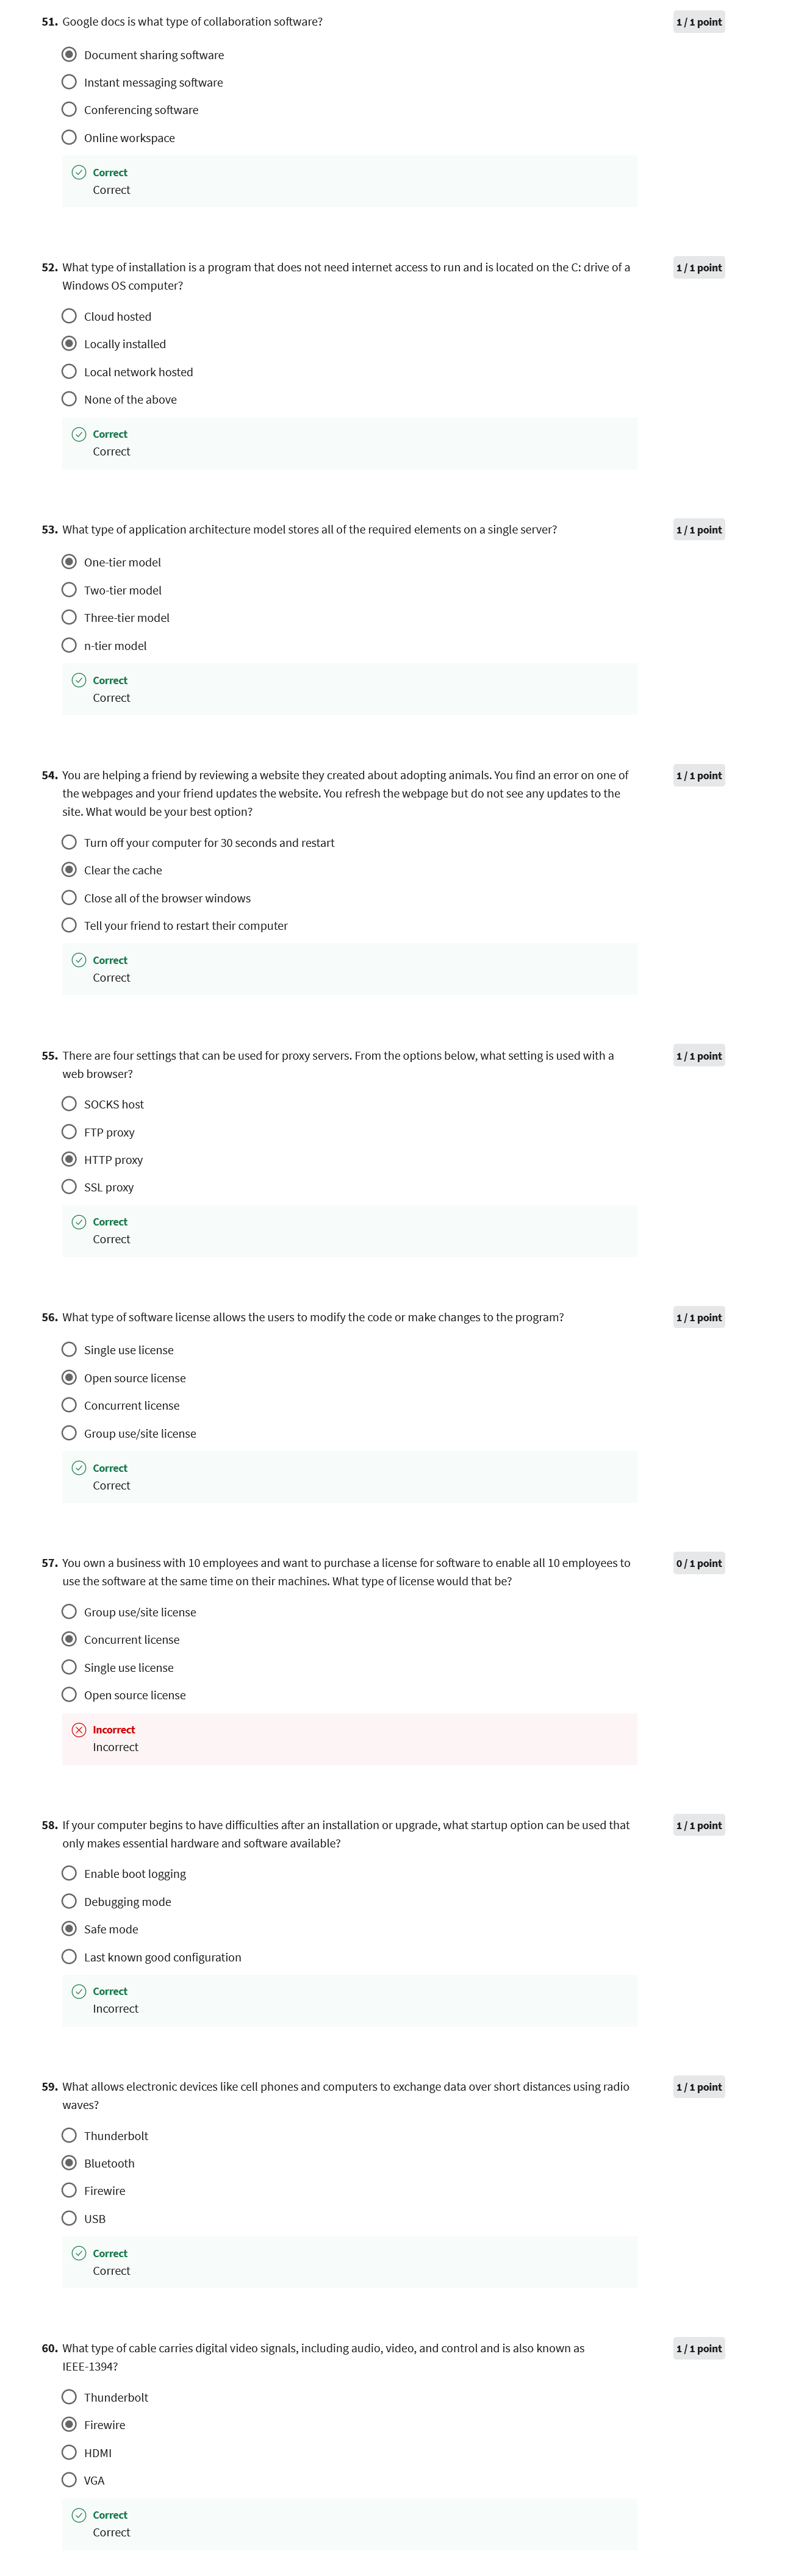 51. Google docs is what type of collaboration software?
1 / 1 point
Document sharing software
Instant messaging software
Conferencing software
Online workspace
Correct
Correct
52. What type of installation is a program that does not need internet access to run and is located on the C: drive of a
Windows OS computer?
1 / 1 point
Cloud hosted
Locally installed
Local network hosted
None of the above
Correct
Correct
53. What type of application architecture model stores all of the required elements on a single server?
1 / 1 point
One-tier model
Two-tier model
Three-tier model
n-tier model
Correct
Correct
54. You are helping a friend by reviewing a website they created about adopting animals. You find an error on one of
the webpages and your friend updates the website. You refresh the webpage but do not see any updates to the
site. What would be your best option?
1 / 1 point
Turn off your computer for 30 seconds and restart
Clear the cache
Close all of the browser windows
Tell your friend to restart their computer
Correct
Correct
55. There are four settings that can be used for proxy servers. From the options below, what setting is used with a
web browser?
1 / 1 point
SOCKS host
FTP proxy
HTTP proxy
SSL proxy
Correct
Correct
56. What type of software license allows the users to modify the code or make changes to the program?
1 / 1 point
Single use license
Open source license
Concurrent license
Group use/site license
Correct
Correct
57. You own a business with 10 employees and want to purchase a license for software to enable all 10 employees to
use the software at the same time on their machines. What type of license would that be?
0 / 1 point
Group use/site license
Concurrent license
Single use license
Open source license
Incorrect
Incorrect
58. If your computer begins to have difficulties after an installation or upgrade, what startup option can be used that
only makes essential hardware and software available?
1 / 1 point
Enable boot logging
Debugging mode
Safe mode
Last known good configuration
Correct
Incorrect
59. What allows electronic devices like cell phones and computers to exchange data over short distances using radio
waves?
1 / 1 point
Thunderbolt
Bluetooth
Firewire
USB
Correct
Correct
60. What type of cable carries digital video signals, including audio, video, and control and is also known as
IEEE-1394?
1 / 1 point
Thunderbolt
Firewire
HDMI
VGA
Correct
Correct